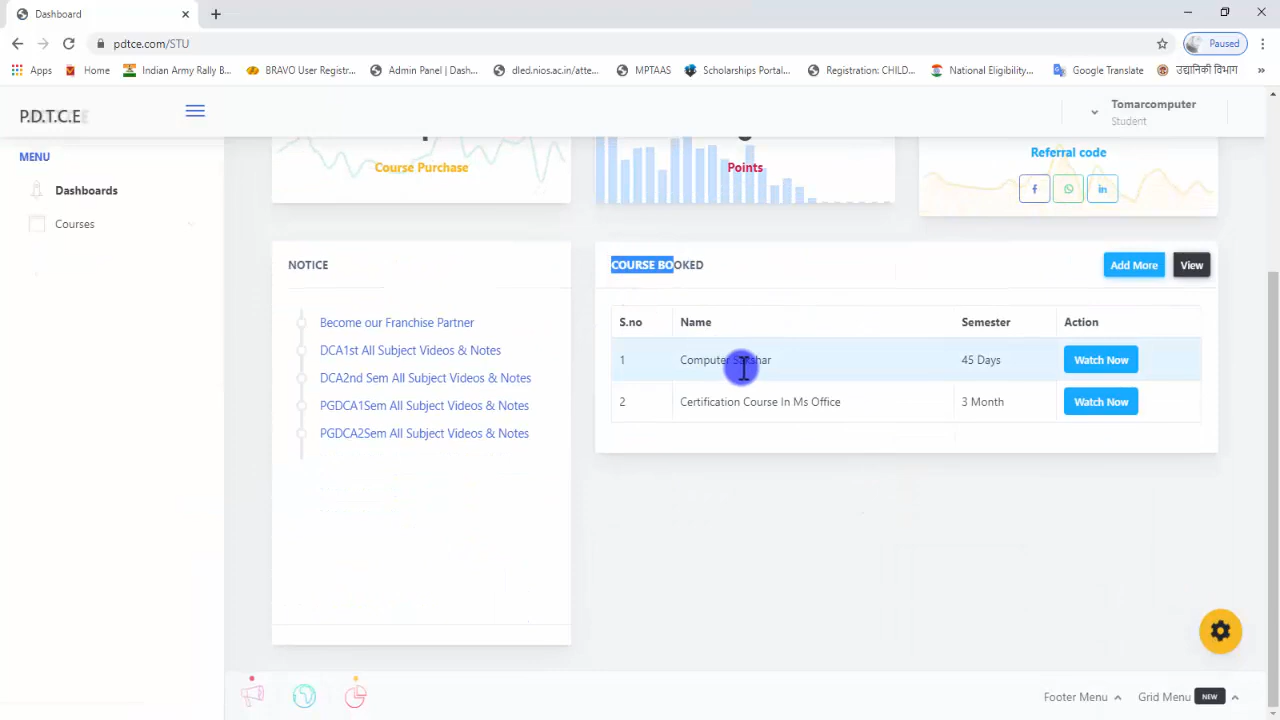 Dashboard
pdtce.com/STU
Paused
Apps
Home
Indian Army Rally B...
BRAVO User Registr...
Admin Panel | Dash...
dled.nios.ac.in/atte...
MPTAAS
Scholarships Portal...
Registration: CHILD...
National Eligibility...
Google Translate
उद्यानिकी विभाग
P.D.T.C.E
Tomarcomputer
Student
MENU
Dashboards
Courses
Course Purchase
Points
Referral code
NOTICE
Become our Franchise Partner
DCA1st All Subject Videos & Notes
DCA2nd Sem All Subject Videos & Notes
PGDCA1Sem All Subject Videos & Notes
PGDCA2Sem All Subject Videos & Notes
COURSE BOOKED
Add More
View
S.no Name Semester Action
1 Computer 45 Days Watch Now
2 Certification Course In Ms Office 3 Month Watch Now
Footer Menu
Grid Menu NEW